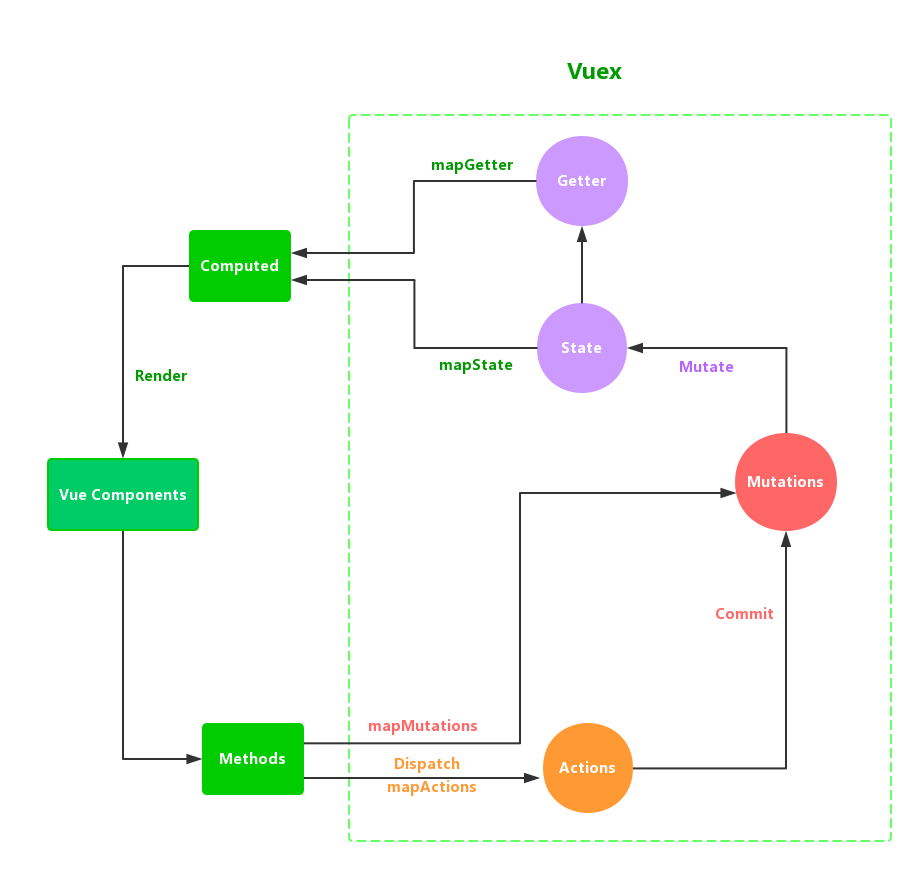 Vuex
mapGetter
Getter
Computed
mapState
State
Mutate
Render
Vue Components
Mutations
Commit
mapMutations
Methods
Dispatch
mapActions
Actions